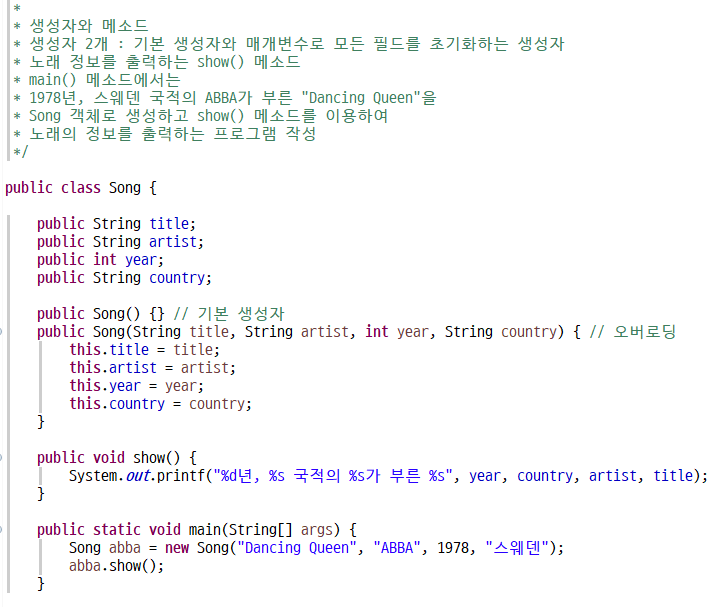 *
* 생성자와 메소드
* 생성자 2개 : 기본 생성자와 매개변수로 모든 필드를 초기화하는 생성자
* 노래 정보를 출력하는 show() 메소드
* main() 메소드에서는
* 1978년, 스웨덴 국적의 ABBA가 부른 "Dancing Queen"을
* Song 객체로 생성하고 show() 메소드를 이용하여
* 노래의 정보를 출력하는 프로그램 작성
*/
public class Song {
public String title;
public String artist;
public int year;
public String country;
public Song() {} // 기본 생성자
public Song(String title, String artist, int year, String country) { // 오버로딩
this.title = title;
this.artist = artist;
this.year = year;
this.country = country;
}
public void show() {
System.out.printf("%d년, %s 국적의 %s가 부른 %s", year, country, artist, title);
}
public static void main(String[] args) {
Song abba = new Song("Dancing Queen", "ABBA", 1978, "스웨덴");
abba.show();
}